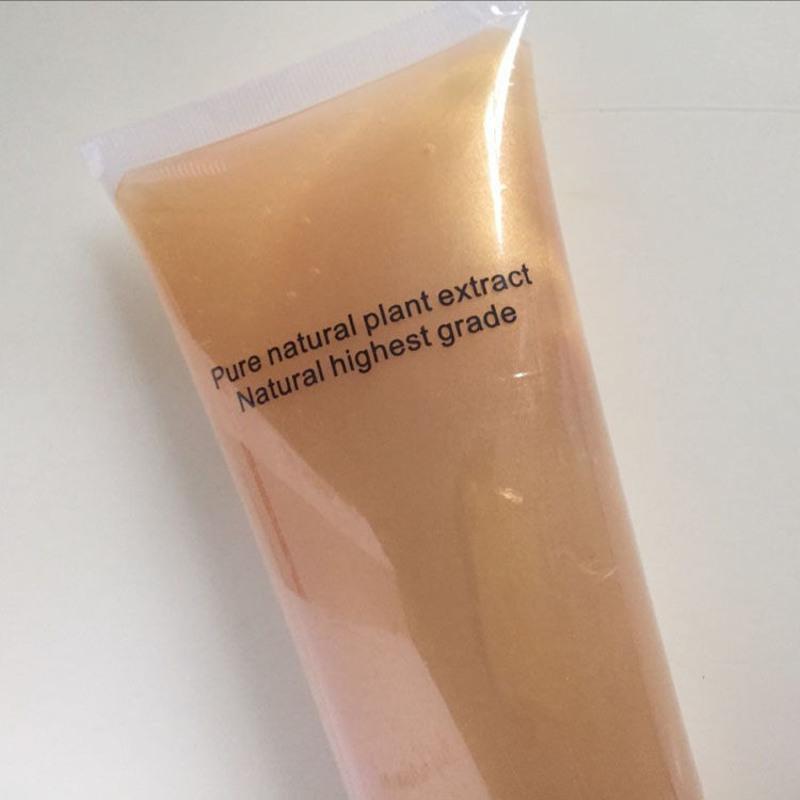 Pure natural plant extract
Natural highest grade